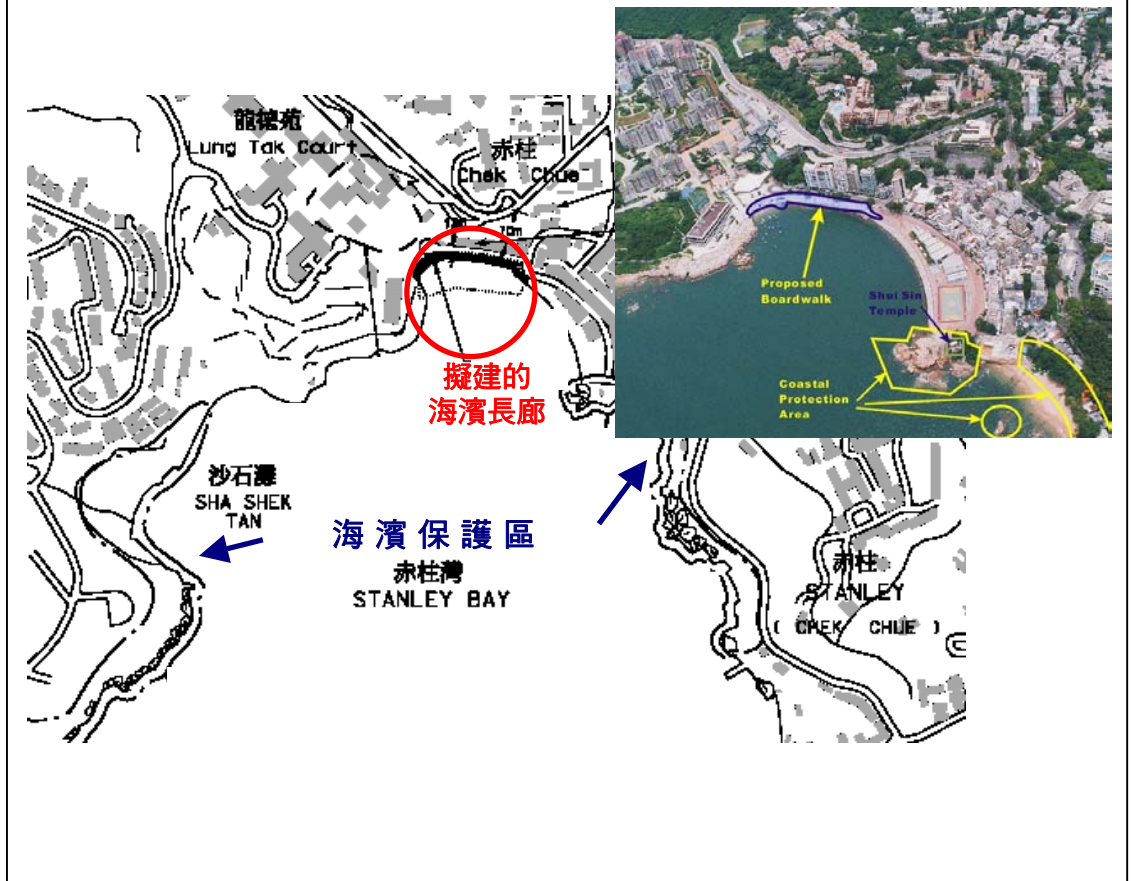 龍德苑
Lung Tak Court
赤柱
Chek Chue
擬建的
海濱長廊
Proposed
Boardwalk
Shui Sin
Temple
Coastal
Protection
Area
沙石灘
SHA SHEK
TAN
海濱保護區
赤柱灣
STANLEY BAY
赤柱
STANLEY
( CHEK CHUE )